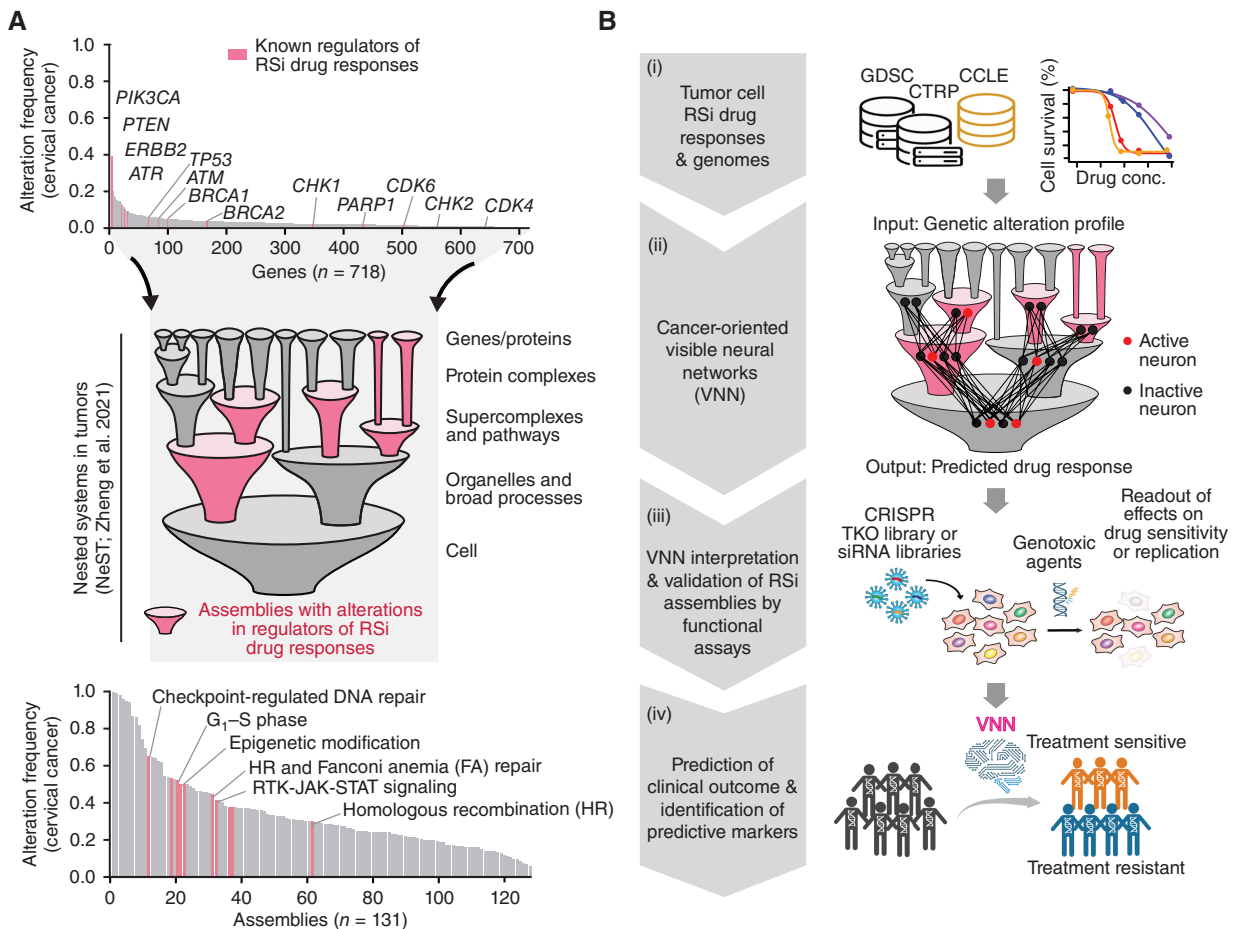 A
Known regulators of
RSi drug responses
Alteration frequency
(cervical cancer)
1.0
0.8
0.6
0.4
0.2
0
PIK3CA
PTEN
ERBB2
ATR
TP53
ATM
BRCA1
BRCA2
CHK1
PARP1
CDK6
CHK2
CDK4
0
100
200
300
400
500
600
700
Genes (n = 718)
Nested systems in tumors
(NeST; Zheng et al. 2021)
Genes/proteins
Protein complexes
Supercomplexes
and pathways
Organelles and
broad processes
Cell
Assemblies with alterations
in regulators of RSi
drug responses
Alteration frequency
(cervical cancer)
1.0
0.8
0.6
0.4
0.2
0.0
Checkpoint-regulated DNA repair
G1–S phase
Epigenetic modification
HR and Fanconi anemia (FA) repair
RTK-JAK-STAT signaling
Homologous recombination (HR)
0
20
40
60
80
100
120
Assemblies (n = 131)
B
(i)
Tumor cell
RSi drug
responses
& genomes
GDSC
CTRP
CCLE
Cell survival (%)
Drug conc.
(ii)
Cancer-oriented
visible neural
networks
(VNN)
Input: Genetic alteration profile
Active
neuron
Inactive
neuron
Output: Predicted drug response
(iii)
VNN interpretation
& validation of RSi
assemblies by
functional
assays
CRISPR
TKO library or
siRNA libraries
Genotoxic
agents
Readout of
effects on
drug sensitivity
or replication
(iv)
Prediction of
clinical outcome &
identification of
predictive markers
VNN
Treatment sensitive
Treatment resistant